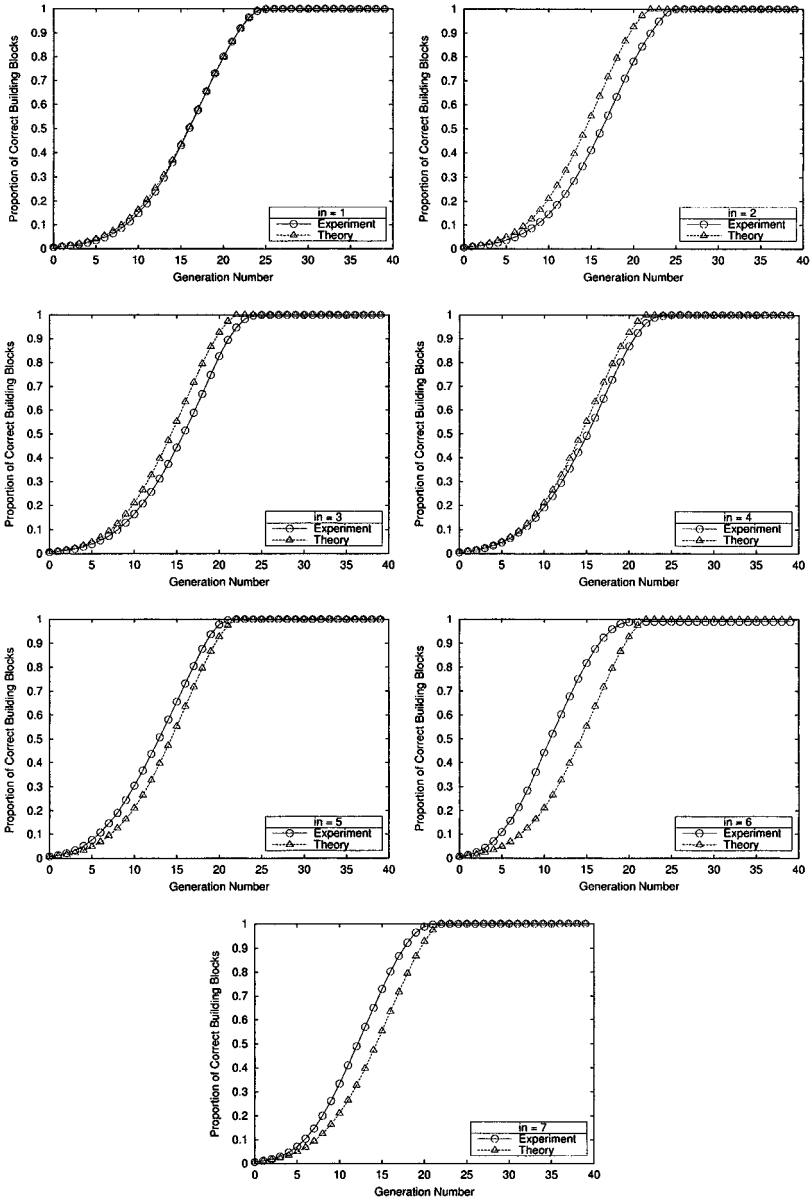 Proportion of Correct Building Blocks
1
0.9
0.8
0.7
0.6
0.5
0.4
0.3
0.2
0.1
0
0 5 10 15 20 25 30 35 40
Generation Number
in = 1
Experiment
Theory
Proportion of Correct Building Blocks
1
0.9
0.8
0.7
0.6
0.5
0.4
0.3
0.2
0.1
0
0 5 10 15 20 25 30 35 40
Generation Number
in = 2
Experiment
Theory
Proportion of Correct Building Blocks
1
0.9
0.8
0.7
0.6
0.5
0.4
0.3
0.2
0.1
0
0 5 10 15 20 25 30 35 40
Generation Number
in = 3
Experiment
Theory
Proportion of Correct Building Blocks
1
0.9
0.8
0.7
0.6
0.5
0.4
0.3
0.2
0.1
0
0 5 10 15 20 25 30 35 40
Generation Number
in = 4
Experiment
Theory
Proportion of Correct Building Blocks
1
0.9
0.8
0.7
0.6
0.5
0.4
0.3
0.2
0.1
0
0 5 10 15 20 25 30 35 40
Generation Number
in = 5
Experiment
Theory
Proportion of Correct Building Blocks
1
0.9
0.8
0.7
0.6
0.5
0.4
0.3
0.2
0.1
0
0 5 10 15 20 25 30 35 40
Generation Number
in = 6
Experiment
Theory
Proportion of Correct Building Blocks
1
0.9
0.8
0.7
0.6
0.5
0.4
0.3
0.2
0.1
0
0 5 10 15 20 25 30 35 40
Generation Number
in = 7
Experiment
Theory